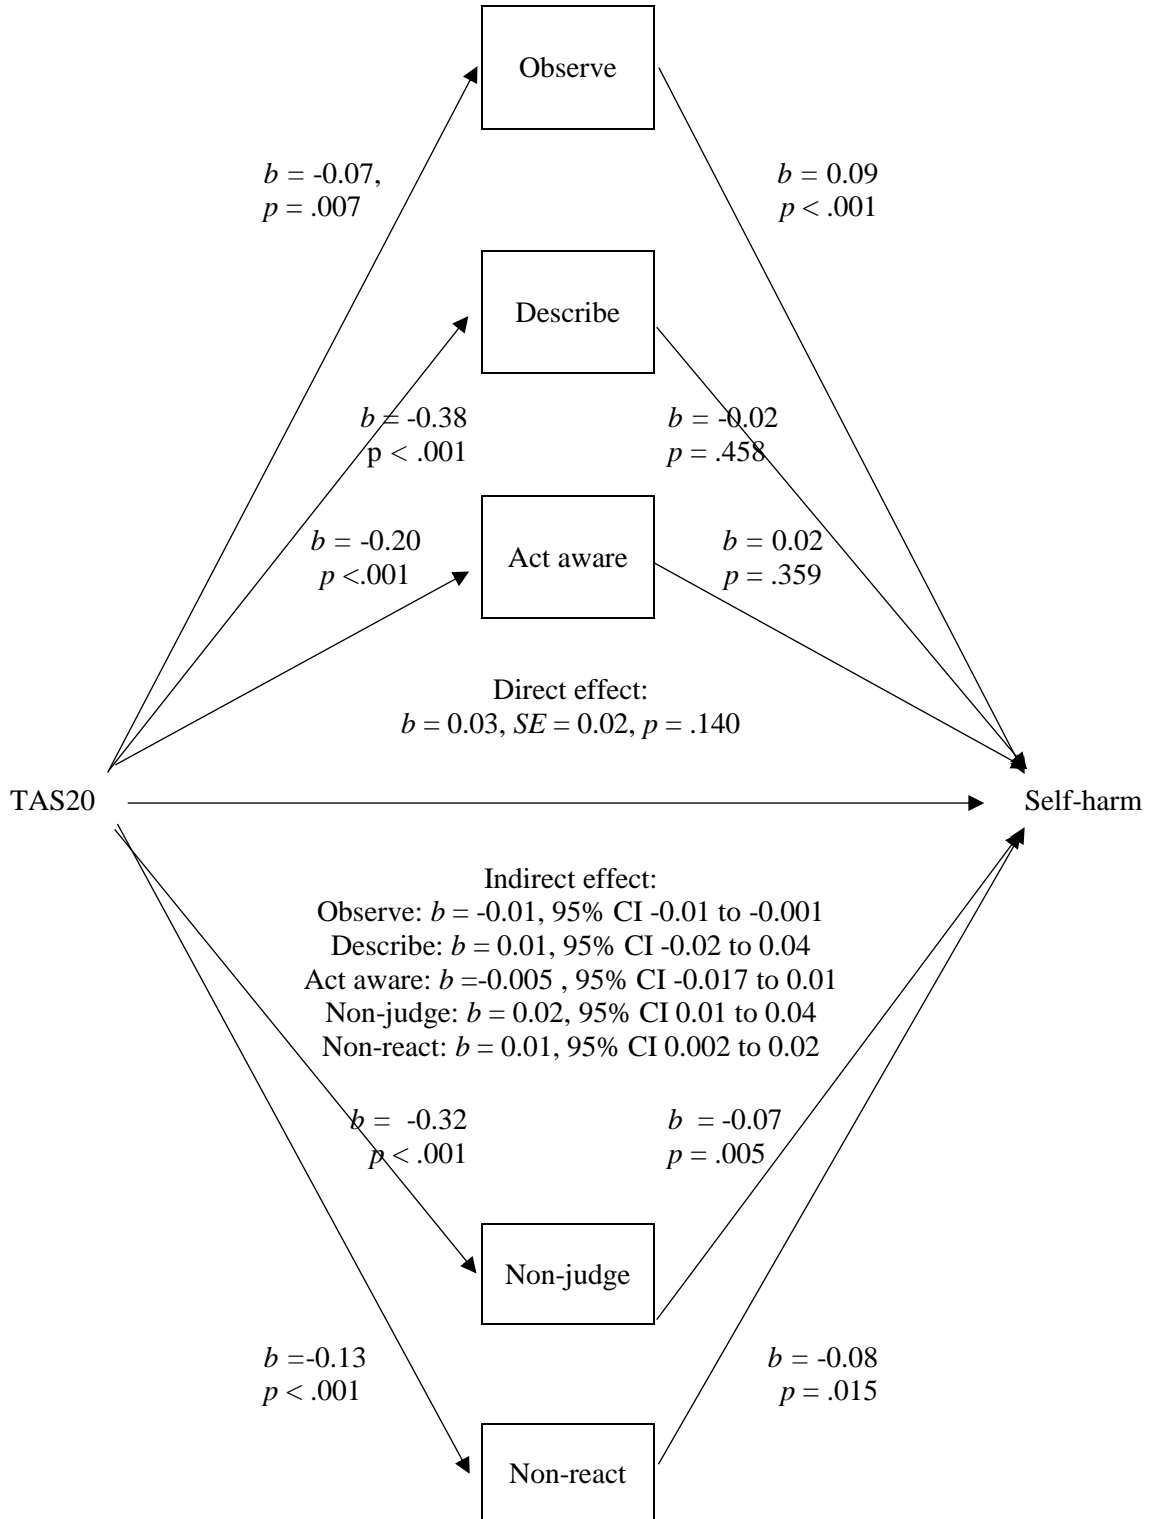 Observe
b = -0.07,
p = .007
b = 0.09
p < .001
Describe
b = -0.38
p < .001
b = -0.02
p = .458
Act aware
b = -0.20
p <.001
b = 0.02
p = .359
Direct effect:
b = 0.03, SE = 0.02, p = .140
TAS20
Self-harm
Indirect effect:
Observe: b = -0.01, 95% CI -0.01 to -0.001
Describe: b = 0.01, 95% CI -0.02 to 0.04
Act aware: b =-0.005 , 95% CI -0.017 to 0.01
Non-judge: b = 0.02, 95% CI 0.01 to 0.04
Non-react: b = 0.01, 95% CI 0.002 to 0.02
b = -0.32
p < .001
b = -0.07
p = .005
Non-judge
b =-0.13
p < .001
b = -0.08
p = .015
Non-react